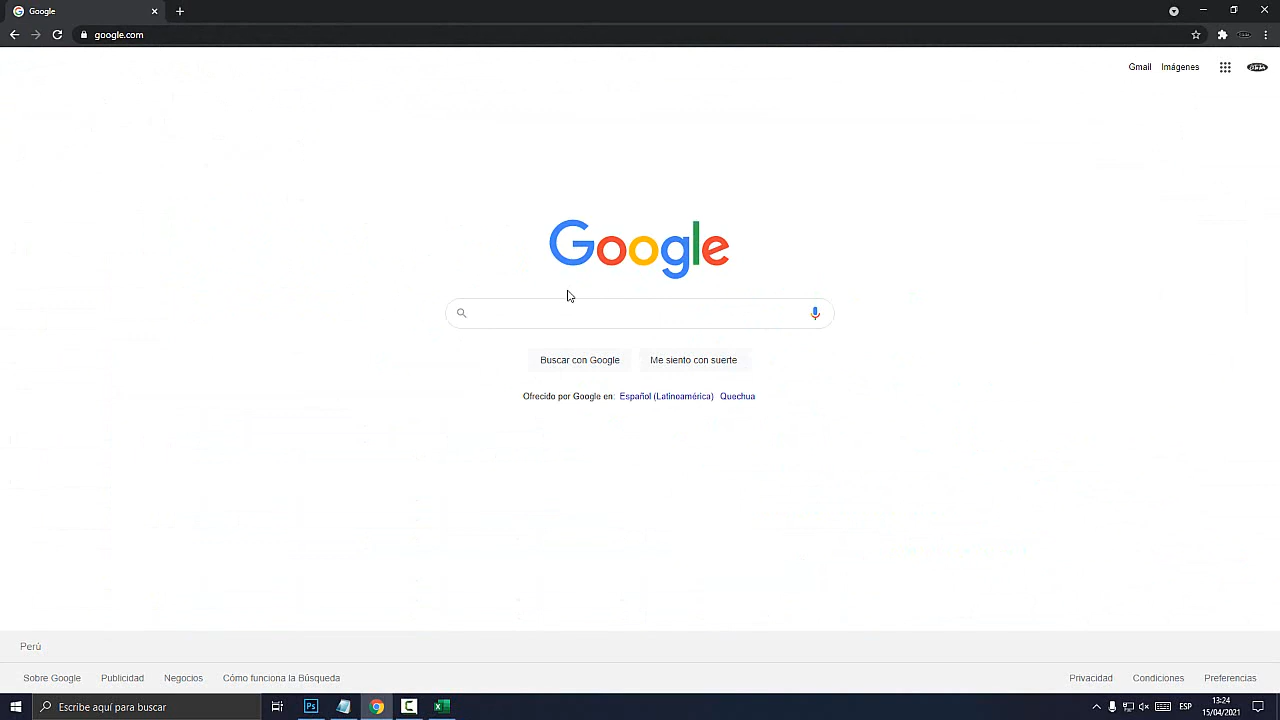 Google
google.com
Gmail Imágenes
Google
Buscar con Google Me siento con suerte
Ofrecido por Google en: Español (Latinoamérica) Quechua
Perú
Sobre Google Publicidad Negocios Cómo funciona la Búsqueda Privacidad Condiciones Preferencias
Escribe aquí para buscar
Ps
ESP
13:24
15/04/2021